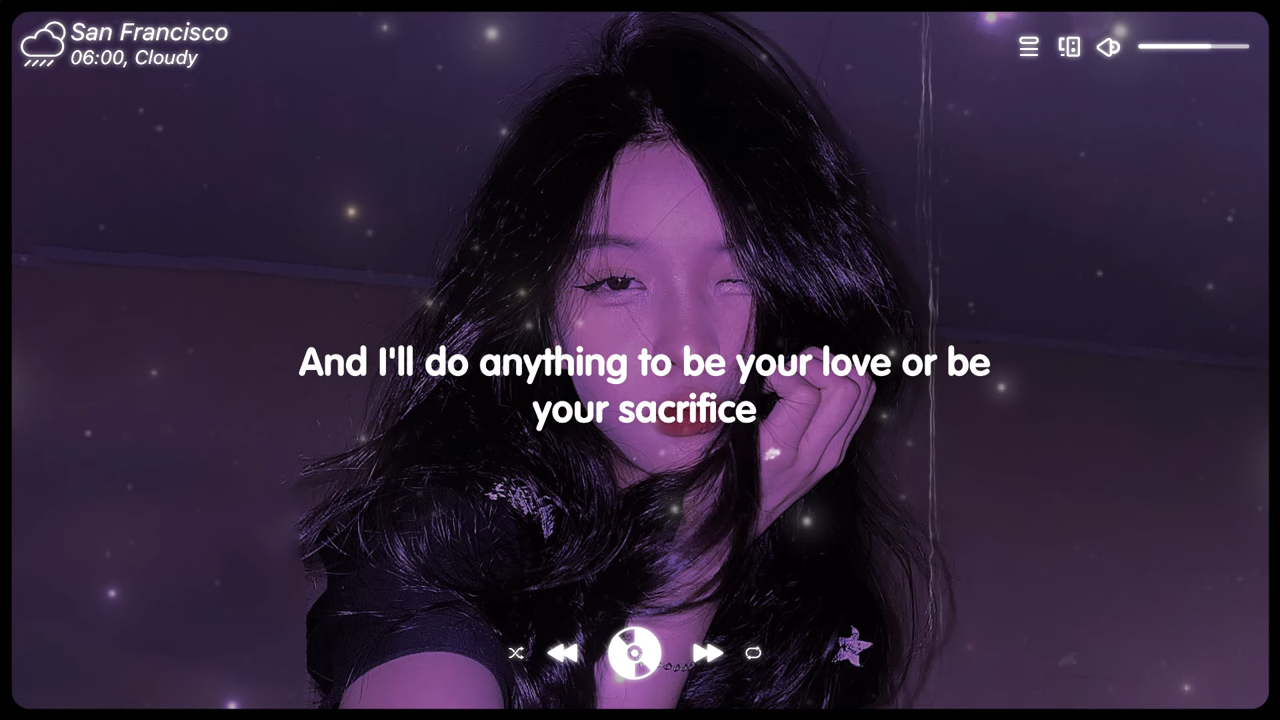 San Francisco
06:00, Cloudy
And I'll do anything to be your love or be
your sacrifice